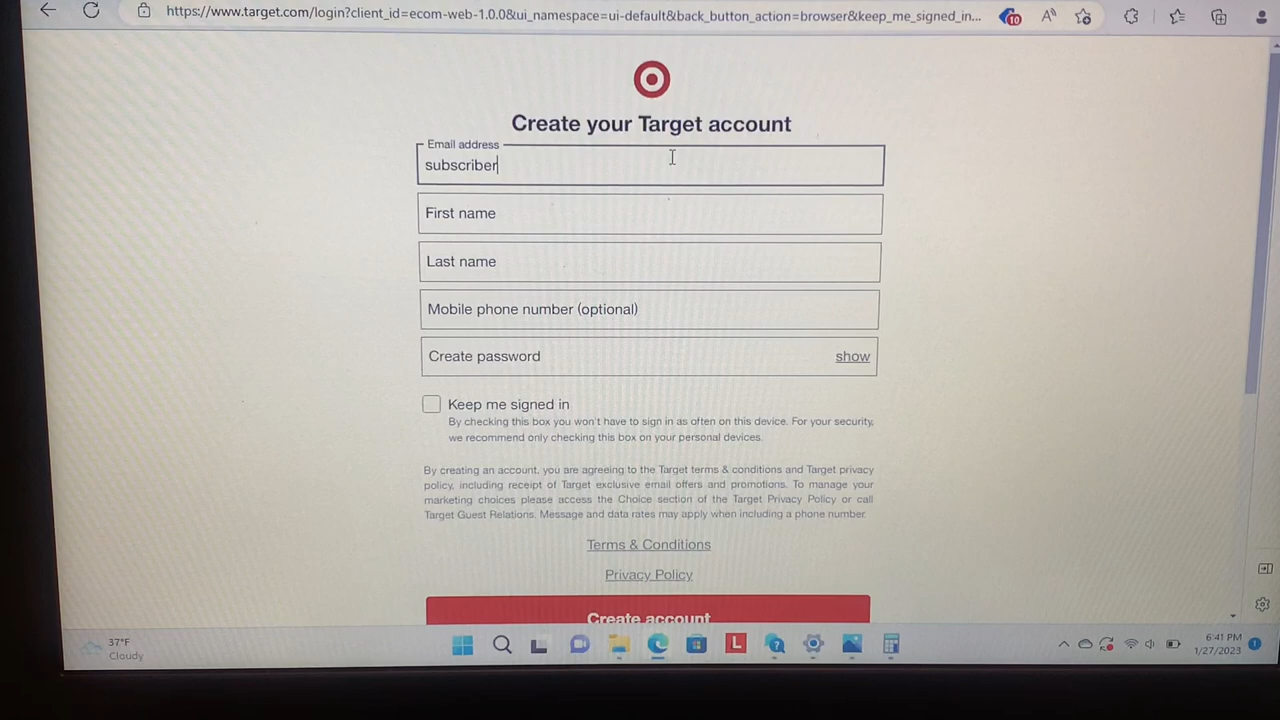 https://www.target.com/login?client_id=ecom-web-1.0.0&ui_namespace=ui-default&back_button_action=browser&keep_me_signed_in...
10
Create your Target account
Email address
subscriber
First name
Last name
Mobile phone number (optional)
Create password show
Keep me signed in
By checking this box you won't have to sign in as often on this device. For your security,
we recommend only checking this box on your personal devices.
By creating an account, you are agreeing to the Target terms & conditions and Target privacy
policy, including receipt of Target exclusive email offers and promotions. To manage your
marketing choices please access the Choice section of the Target Privacy Policy or call
Target Guest Relations. Message and data rates may apply when including a phone number.
Terms & Conditions
Privacy Policy
Create account
37°F
Cloudy
L
6:41 PM
1/27/2023
1